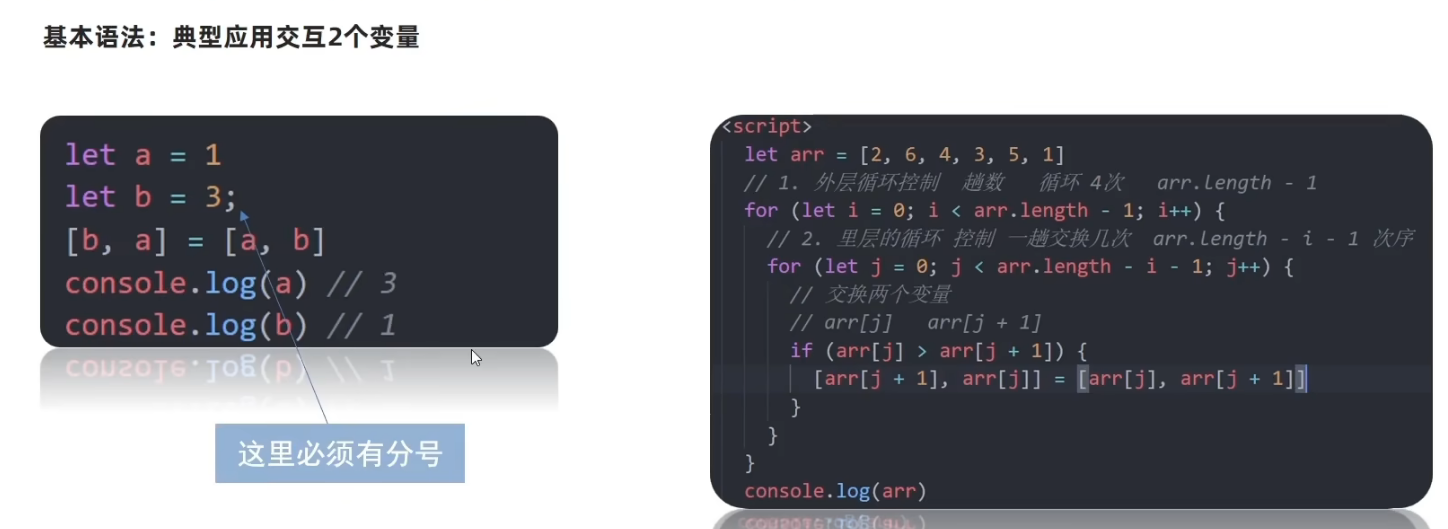 基本语法：典型应用交互2个变量
let a = 1
let b = 3;
[b, a] = [a, b]
console.log(a) // 3
console.log(b) // 1
这里必须有分号
<script>
let arr = [2, 6, 4, 3, 5, 1]
// 1. 外层循环控制 趟数 循环 4次 arr.length - 1
for (let i = 0; i < arr.length - 1; i++) {
// 2. 里层的循环 控制 一趟交换几次 arr.length - i - 1 次序
for (let j = 0; j < arr.length - i - 1; j++) {
// 交换两个变量
// arr[j] arr[j + 1]
if (arr[j] > arr[j + 1]) {
[arr[j + 1], arr[j]] = [arr[j], arr[j + 1]]
}
}
}
console.log(arr)